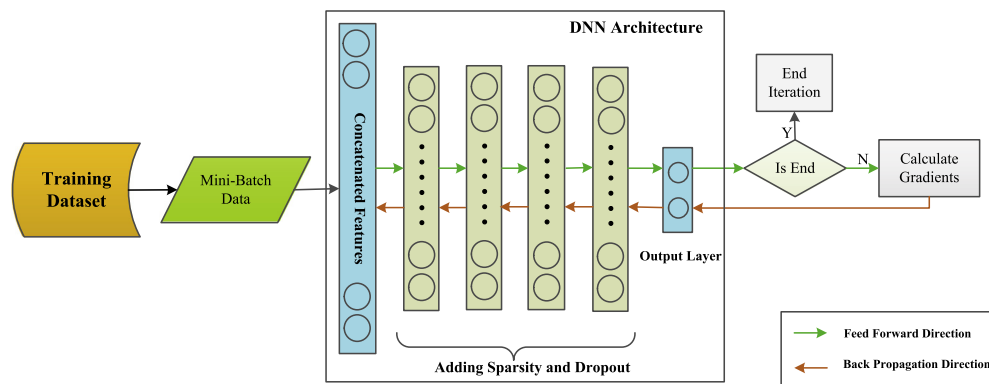 DNN Architecture
Training
Dataset
Mini-Batch
Data
Concatenated Features
Output Layer
Adding Sparsity and Dropout
End
Iteration
Y
Is End
N
Calculate
Gradients
Feed Forward Direction
Back Propagation Direction